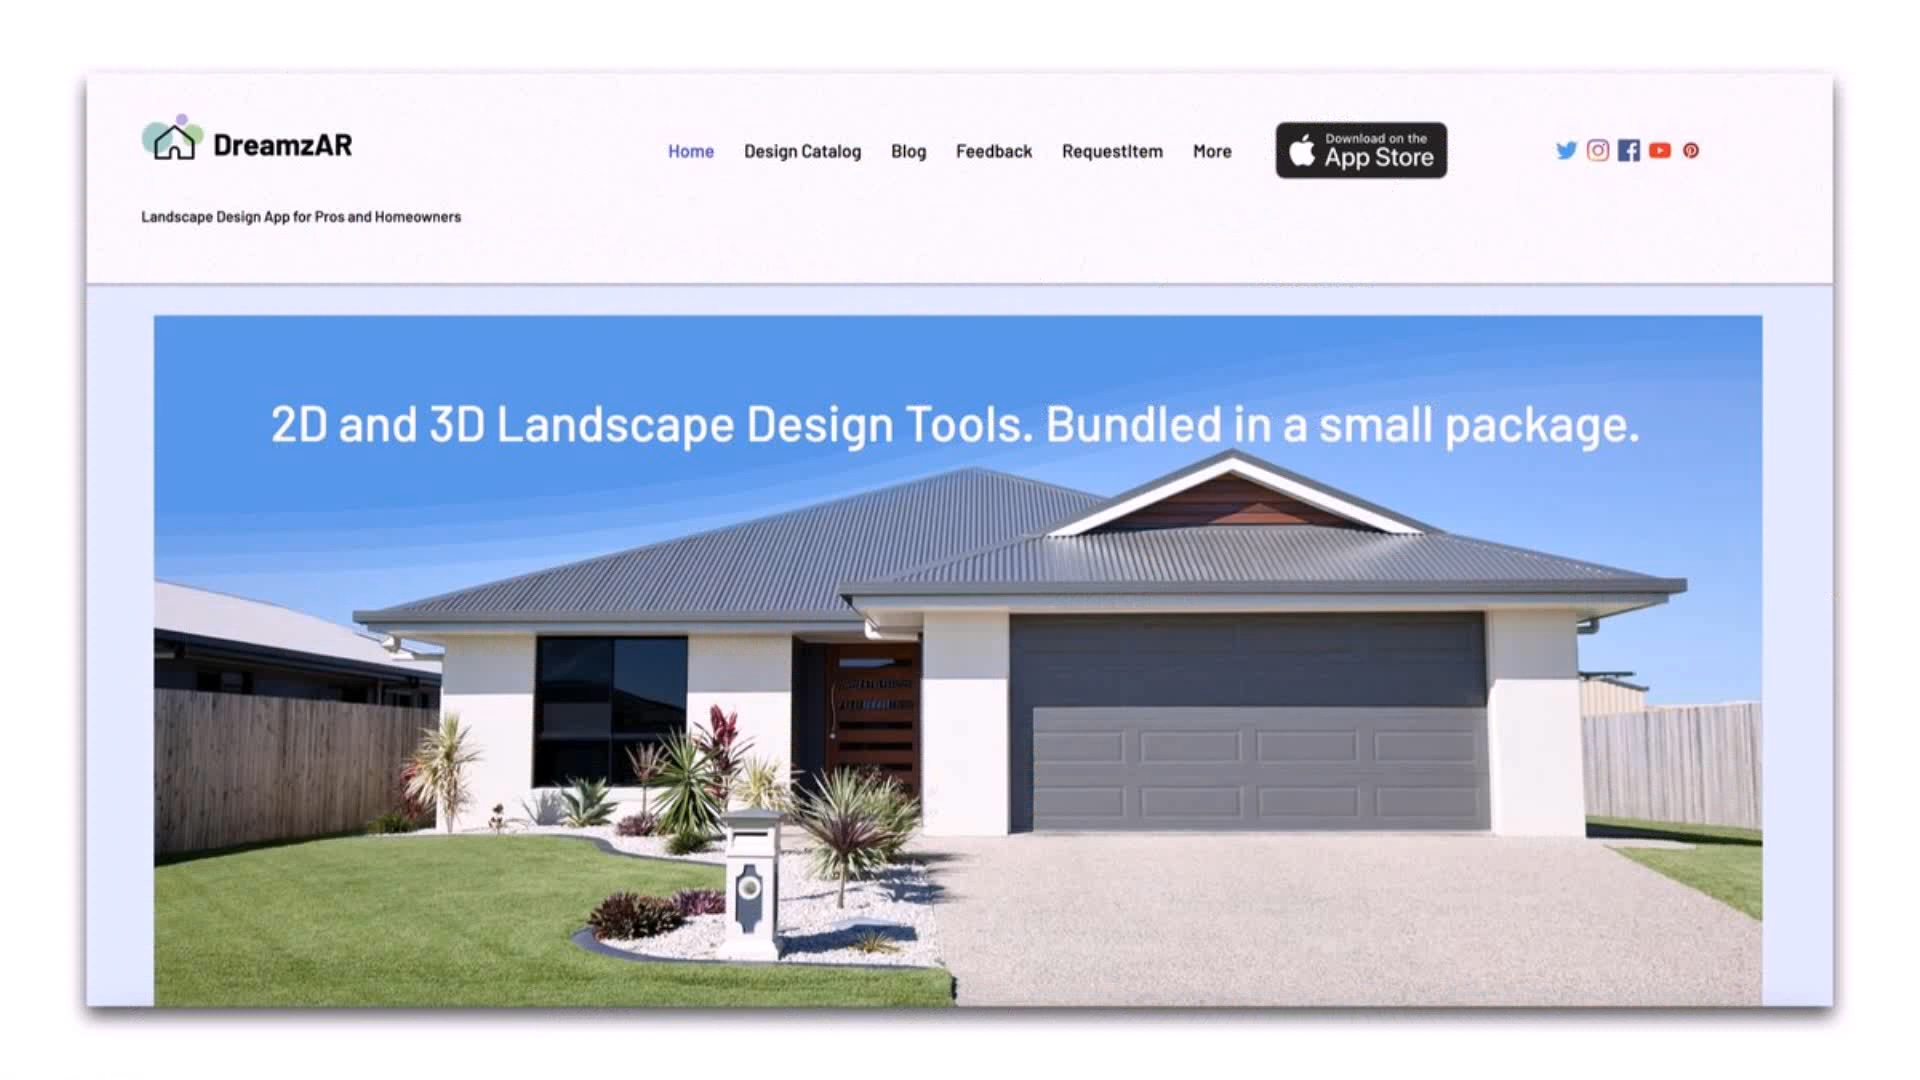 DreamzAR
Home Design Catalog Blog Feedback RequestItem More
Download on the
App Store
Landscape Design App for Pros and Homeowners
2D and 3D Landscape Design Tools. Bundled in a small package.